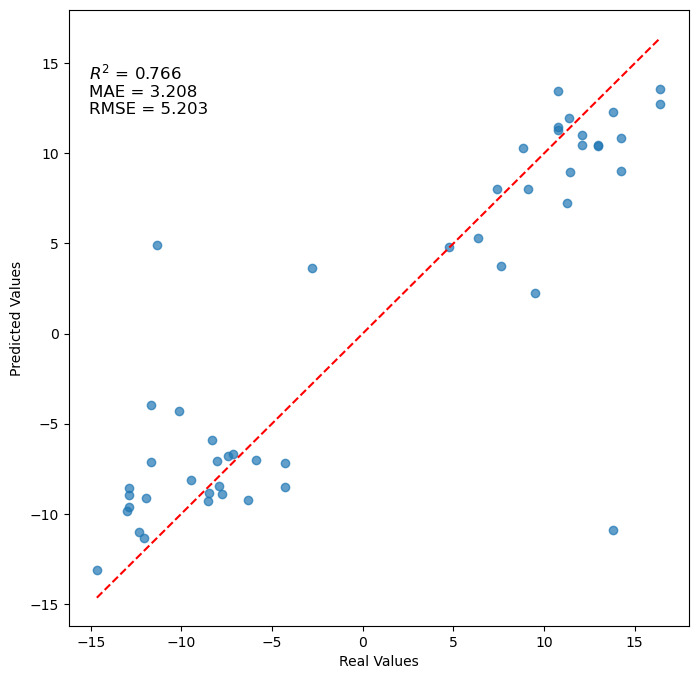 R² = 0.766
MAE = 3.208
RMSE = 5.203
15
10
5
0
−5
−10
−15
Predicted Values
−15 −10 −5 0 5 10 15
Real Values